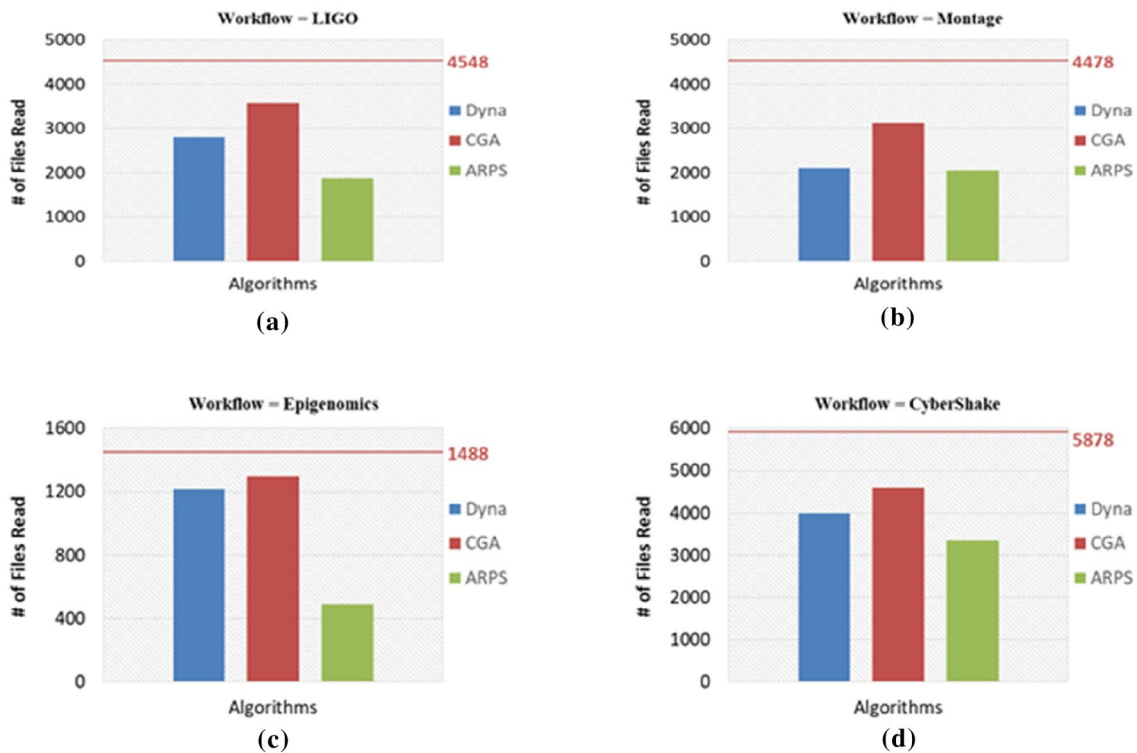 Workflow = LIGO
5000
4000
3000
2000
1000
0
# of Files Read
4548
Dyna
CGA
ARPS
Algorithms
(a)
Workflow = Montage
5000
4000
3000
2000
1000
0
# of Files Read
4478
Dyna
CGA
ARPS
Algorithms
(b)
Workflow = Epigenomics
1600
1200
800
400
0
# of Files Read
1488
Dyna
CGA
ARPS
Algorithms
(c)
Workflow = CyberShake
6000
5000
4000
3000
2000
1000
0
# of Files Read
5878
Dyna
CGA
ARPS
Algorithms
(d)